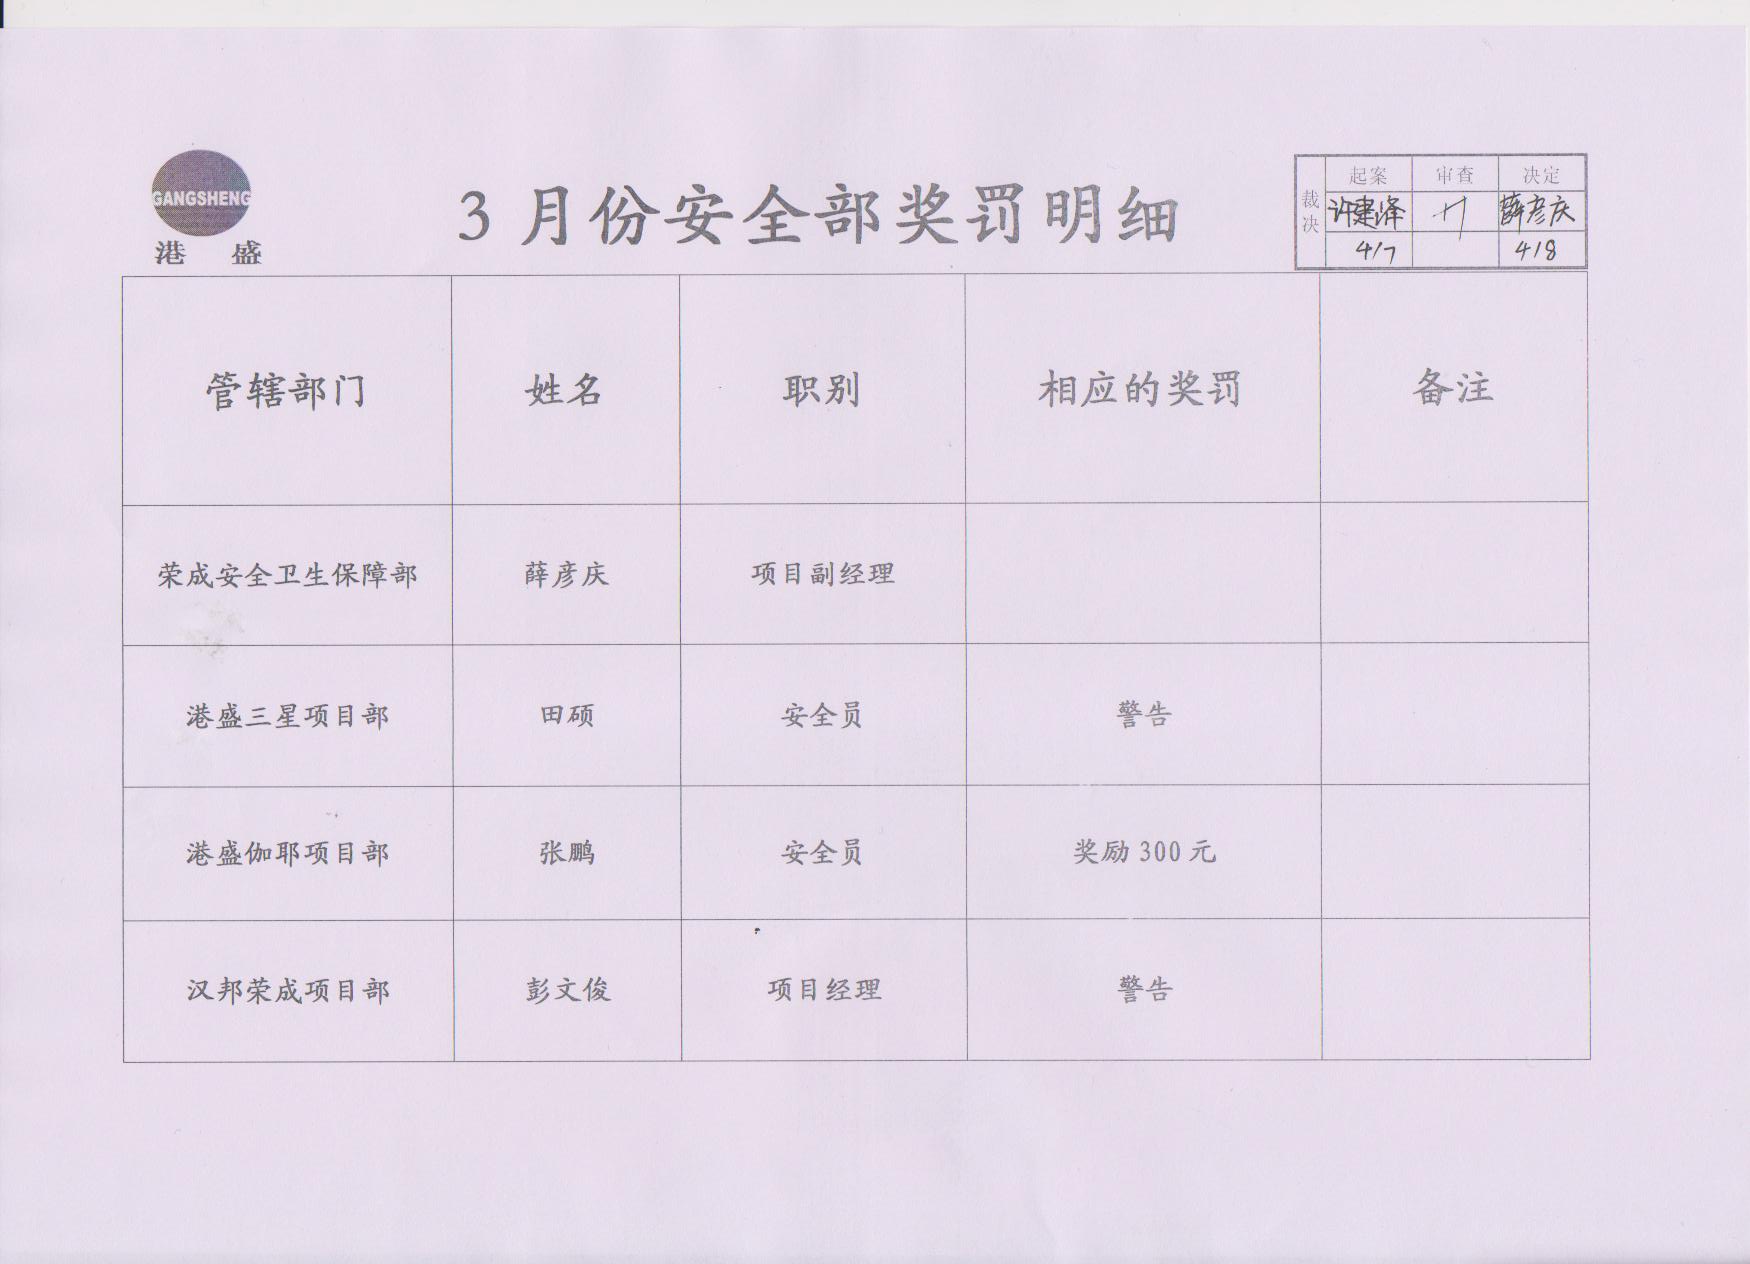 GANGSHENG
港 盛
3 月份安全部奖罚明细
裁决 起案 审查 决定
许建泽 薛彦庆
4/7 4/8
管辖部门 姓名 职别 相应的奖罚 备注
荣成安全卫生保障部 薛彦庆 项目副经理
港盛三星项目部 田硕 安全员 警告
港盛伽耶项目部 张鹏 安全员 奖励 300 元
汉邦荣成项目部 彭文俊 项目经理 警告